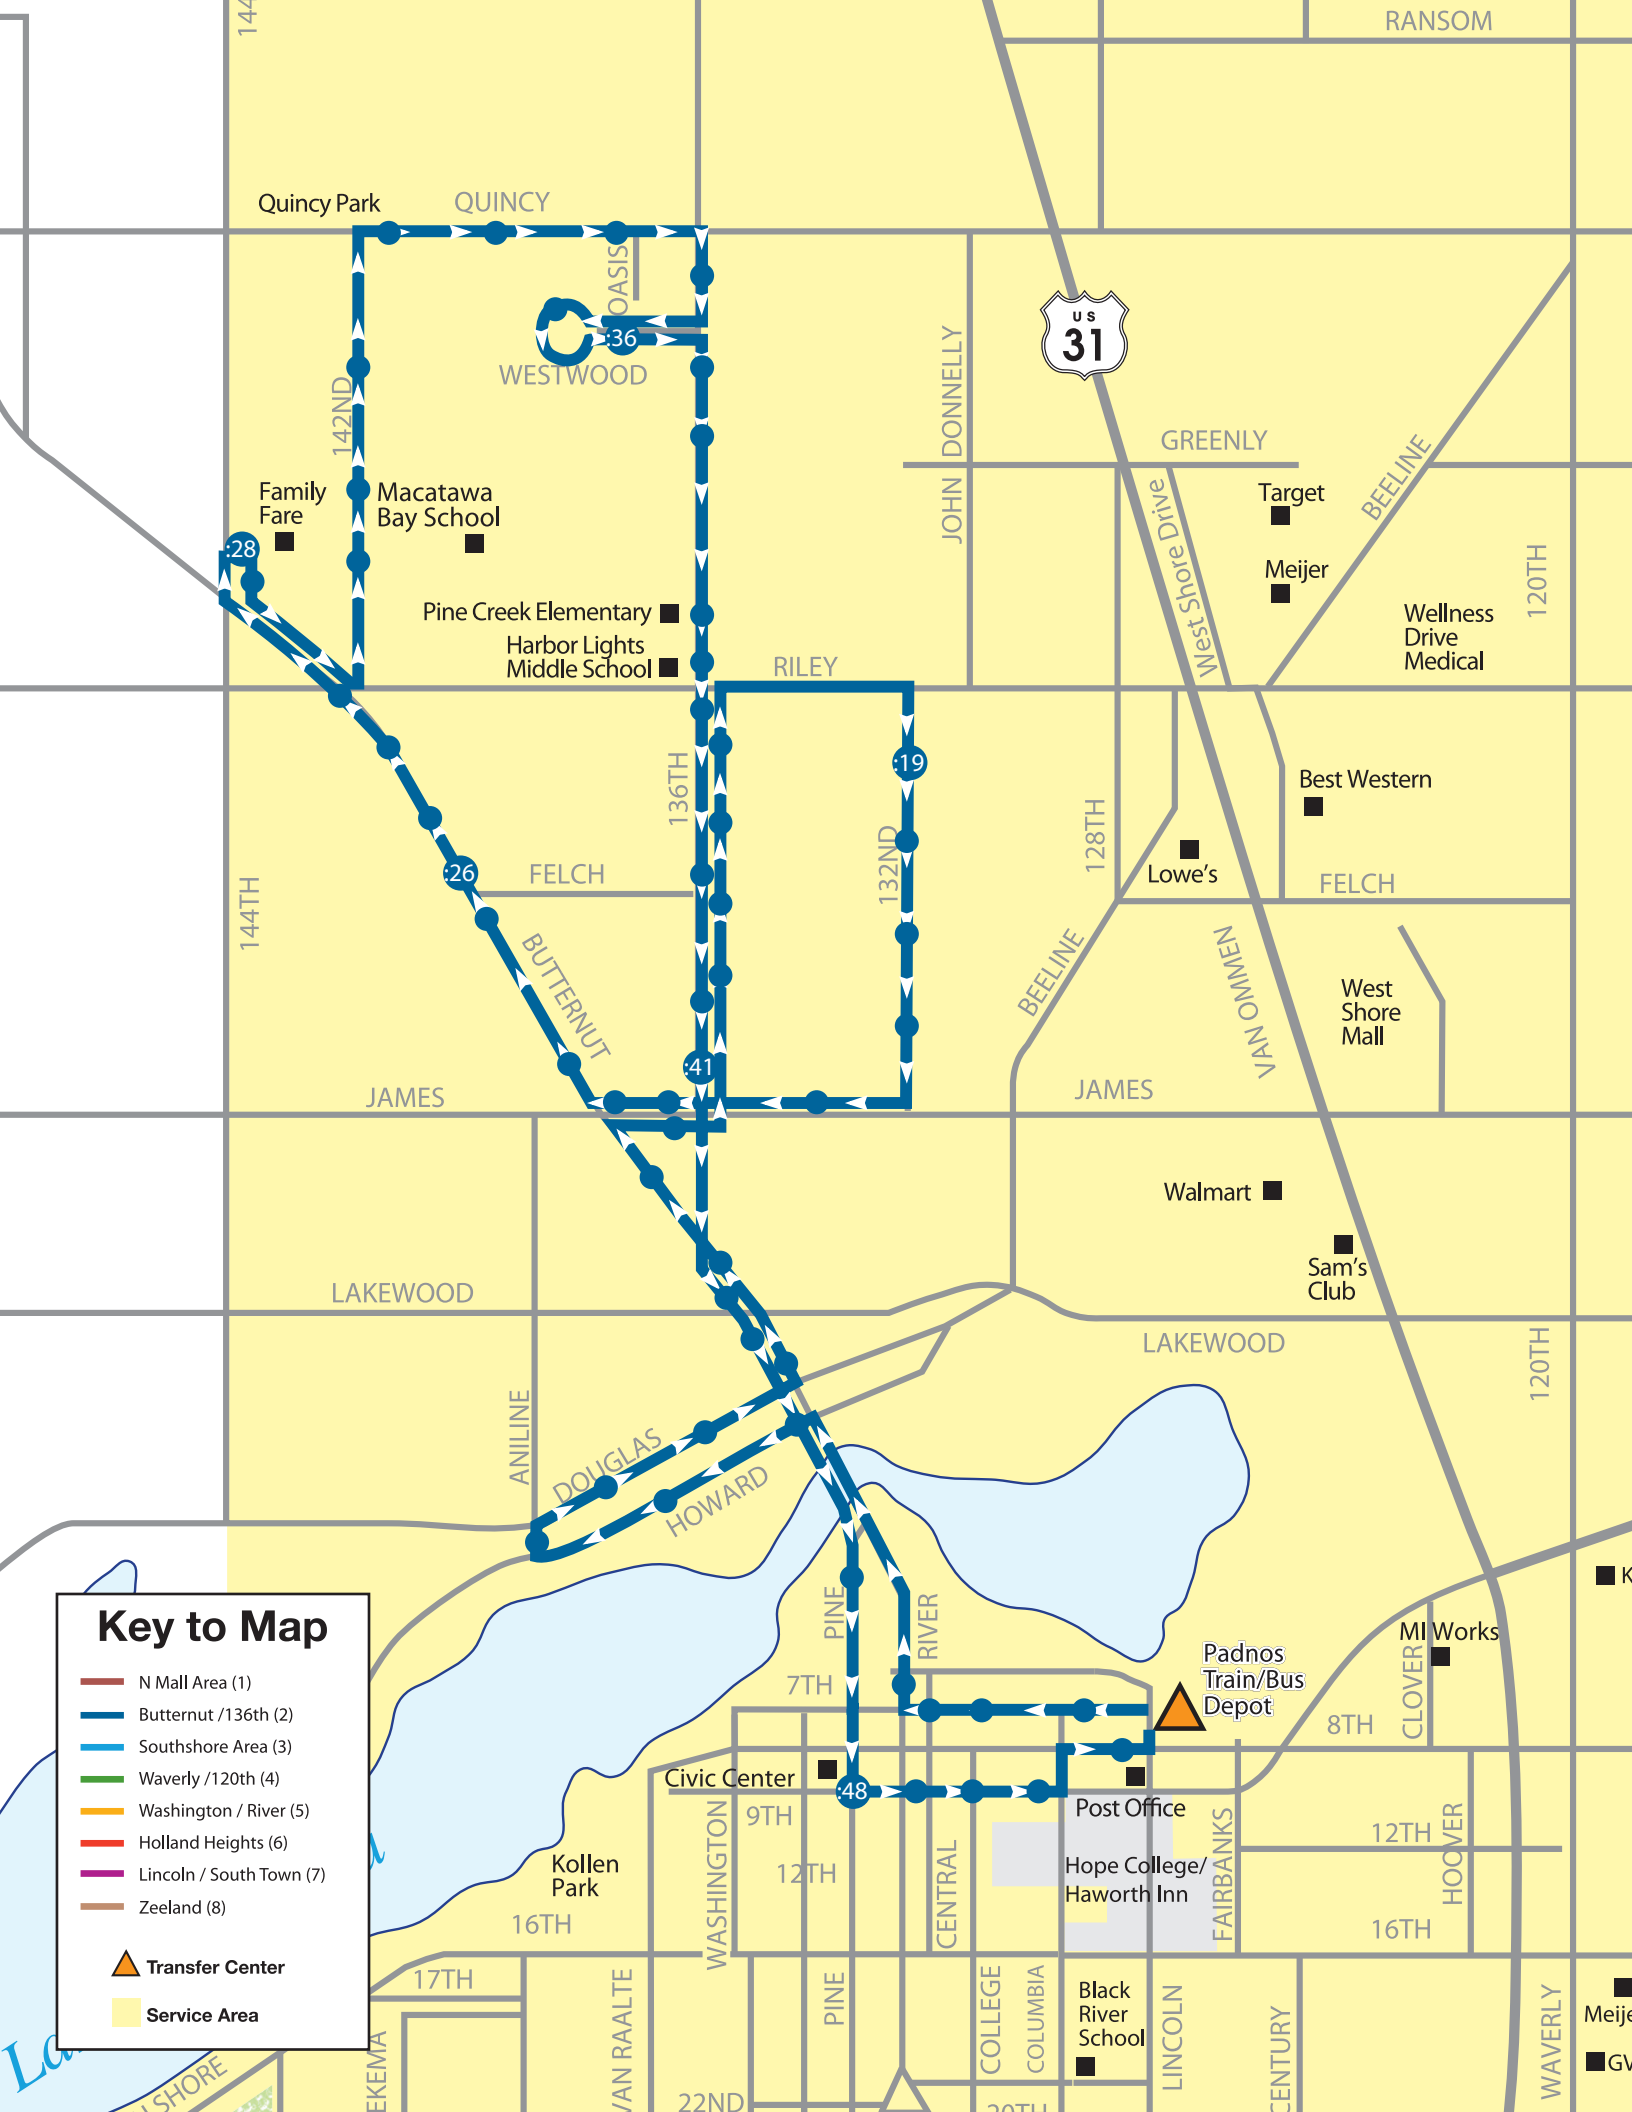 144
RANSOM
Quincy Park
QUINCY
OASIS
:36
WESTWOOD
142ND
US
31
JOHN DONNELLY
GREENLY
BEELINE
West Shore Drive
Target
Family
Fare
Macatawa
Bay School
:28
Meijer
120TH
Pine Creek Elementary
Harbor Lights
Middle School
Wellness
Drive
Medical
RILEY
136TH
:19
Best Western
132ND
128TH
Lowe's
:26
FELCH
FELCH
144TH
BUTTERNUT
BEELINE
VAN OMMEN
West
Shore
Mall
:41
JAMES
JAMES
Walmart
Sam's
Club
LAKEWOOD
LAKEWOOD
120TH
ANILINE
DOUGLAS
HOWARD
K
PINE
RIVER
MI Works
CLOVER
Padnos
Train/Bus
Depot
7TH
8TH
Civic Center
:48
Post Office
9TH
WASHINGTON
12TH
CENTRAL
Hope College/
Haworth Inn
FAIRBANKS
12TH
HOOVER
Kollen
Park
16TH
16TH
17TH
VAN RAALTE
PINE
COLLEGE
COLUMBIA
Black
River
School
LINCOLN
CENTURY
WAVERLY
Meije
GV
EKEMA
SHORE
22ND
20TH
La
a
Key to Map
N Mall Area (1)
Butternut /136th (2)
Southshore Area (3)
Waverly /120th (4)
Washington / River (5)
Holland Heights (6)
Lincoln / South Town (7)
Zeeland (8)
Transfer Center
Service Area